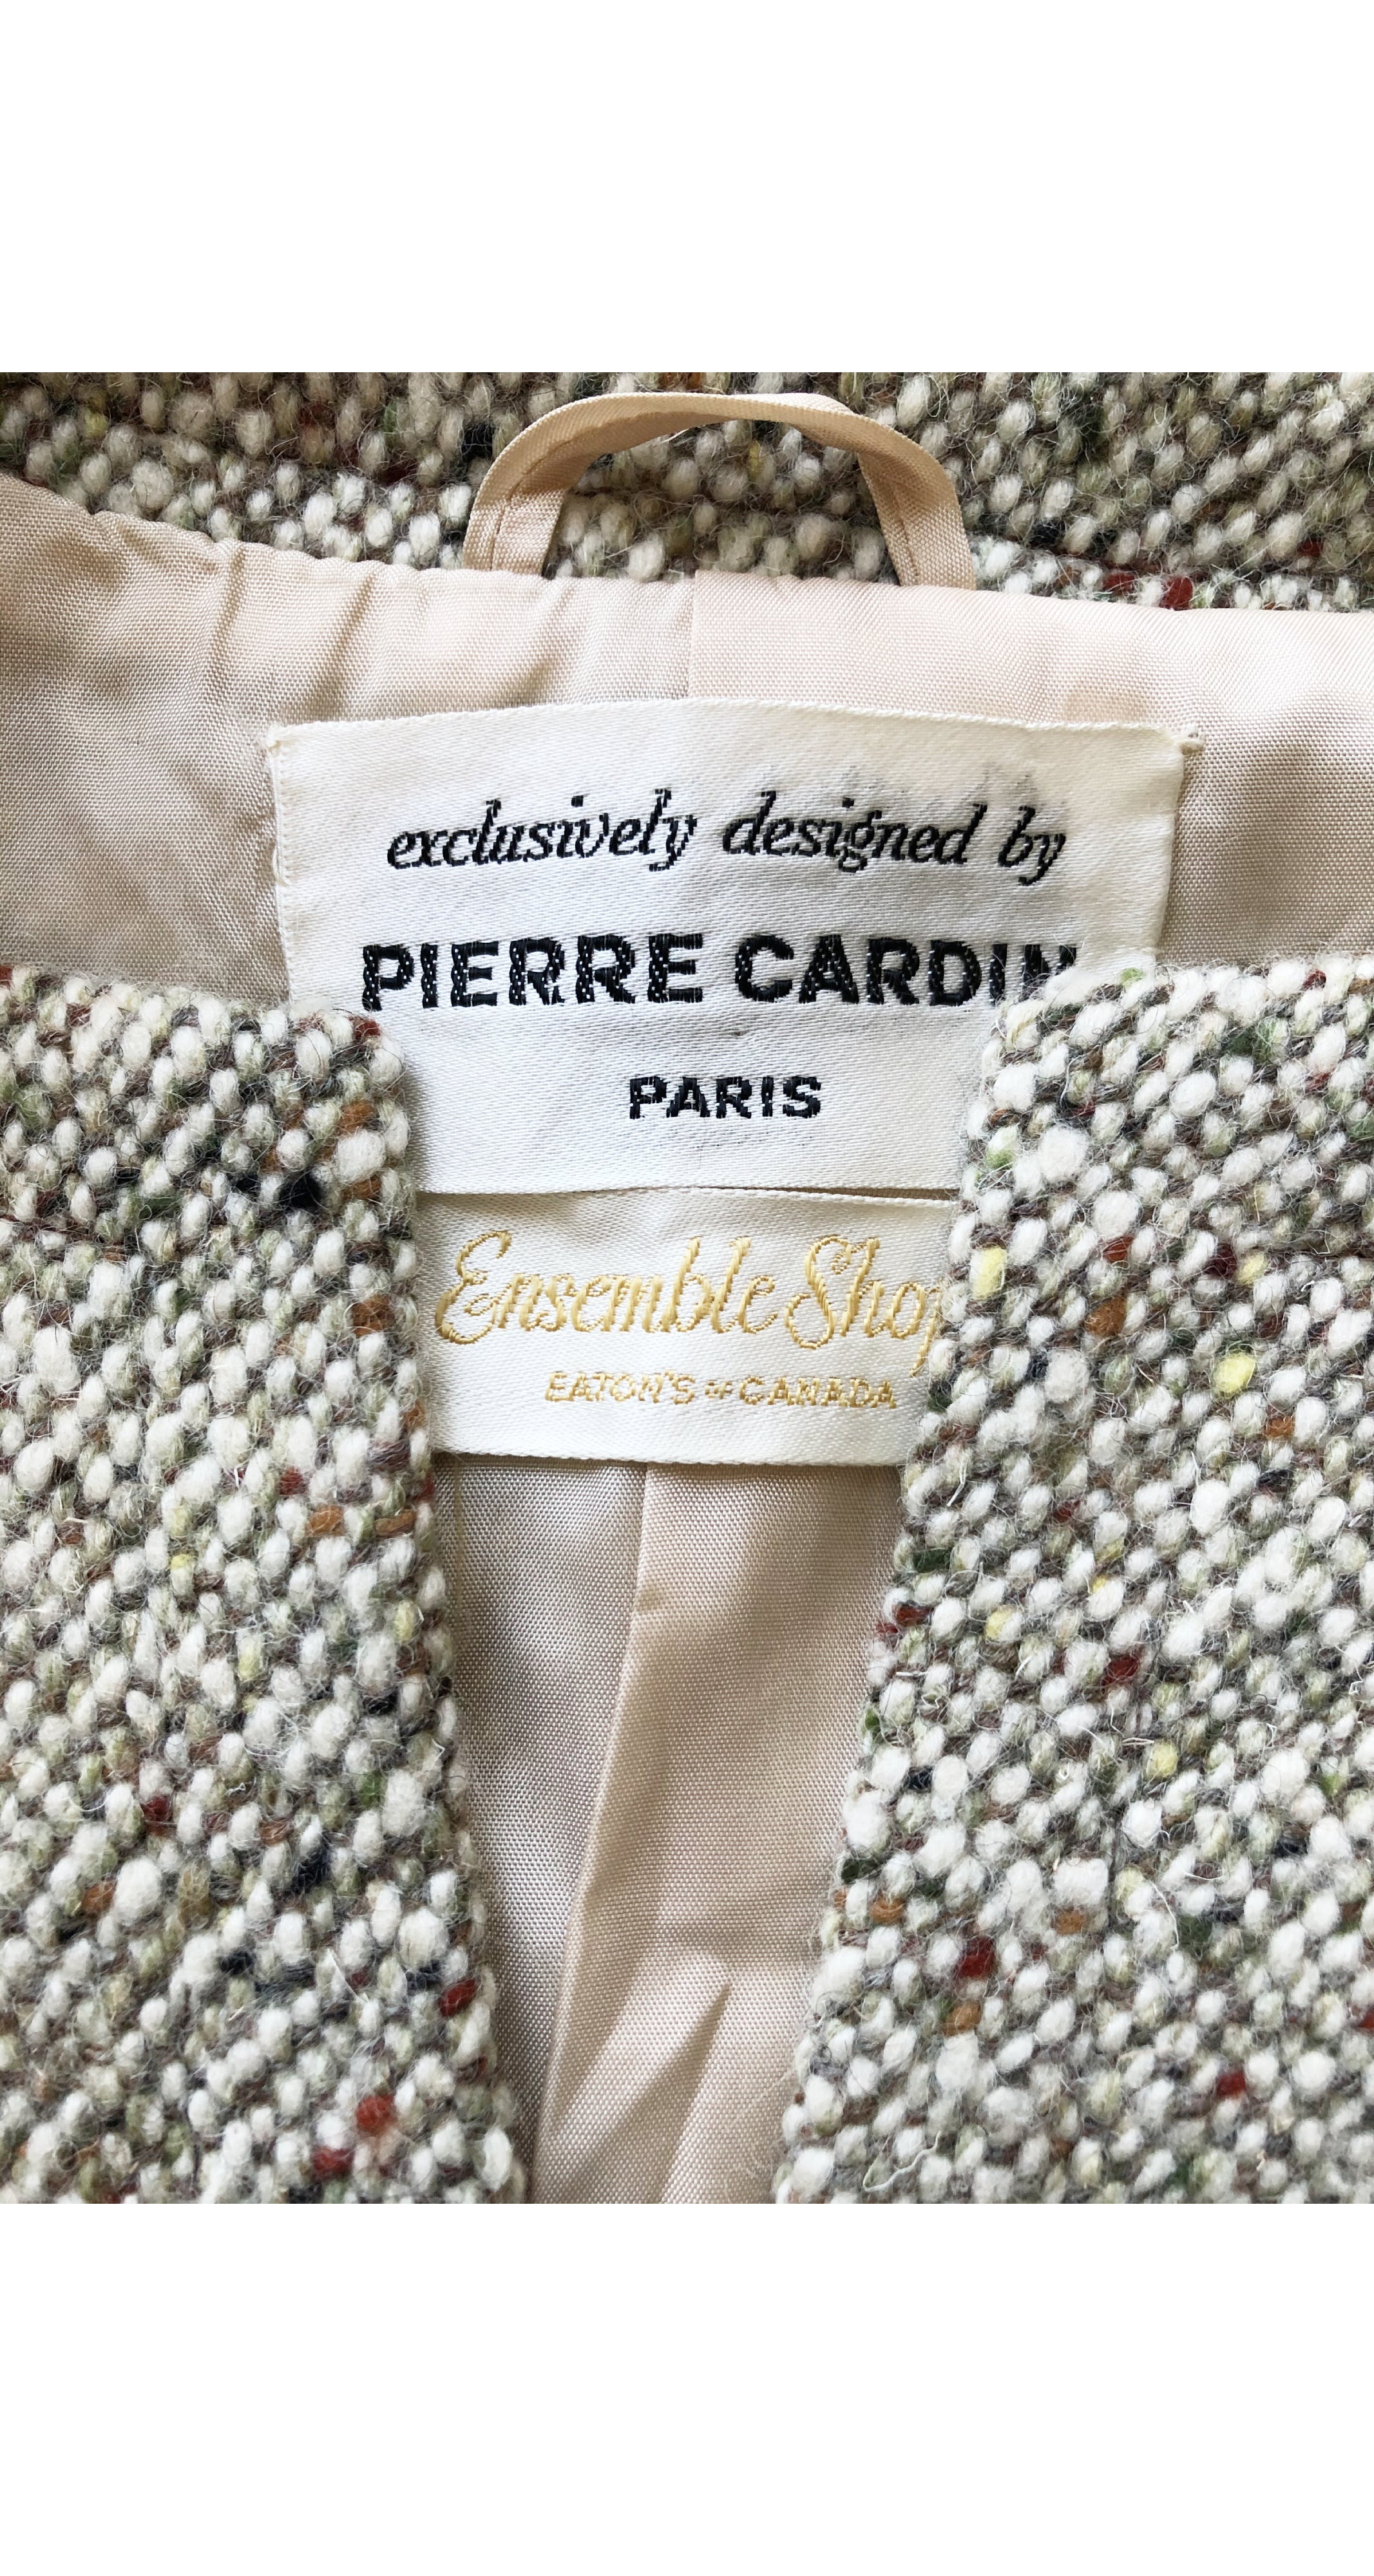 exclusively designed by
PIERRE CARDIN
PARIS
Ensemble Shop
EATON'S OF CANADA